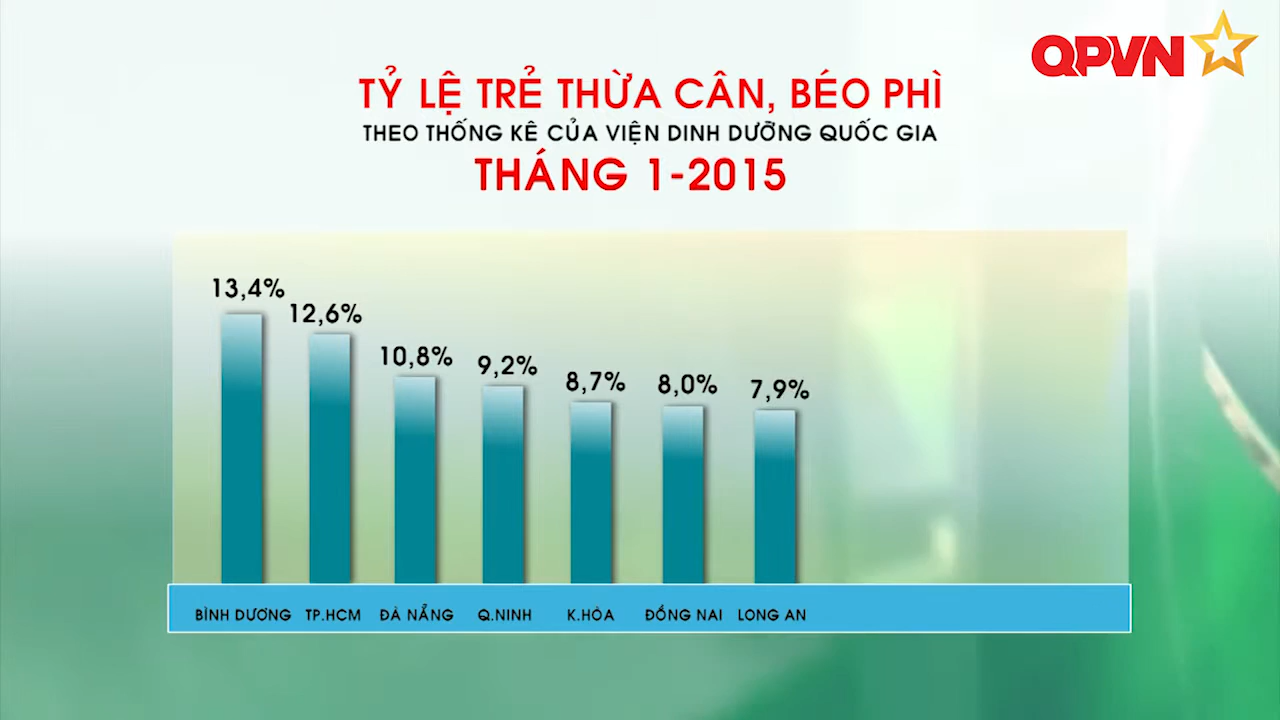 QPVN
TỶ LỆ TRẺ THỪA CÂN, BÉO PHÌ
THEO THỐNG KÊ CỦA VIỆN DINH DƯỠNG QUỐC GIA
THÁNG 1-2015
13,4%
12,6%
10,8%
9,2%
8,7%
8,0%
7,9%
BÌNH DƯƠNG TP.HCM ĐÀ NẴNG Q.NINH K.HÒA ĐỒNG NAI LONG AN